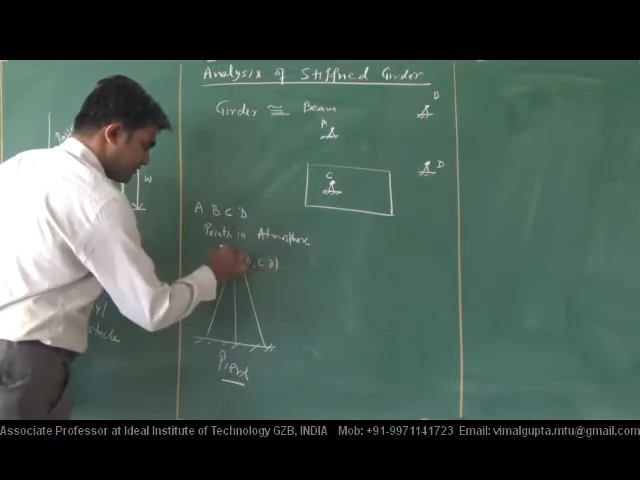 Analysis of Stiffned Girder
Girder ≅ Beam
B
A
D
C
W
A B C D
Points in Atmosphere
B, C D)
Pier
Associate Professor at Ideal Institute of Technology GZB, INDIA Mob: +91-9971141723 Email: vimalgupta.mtu@gmail.com